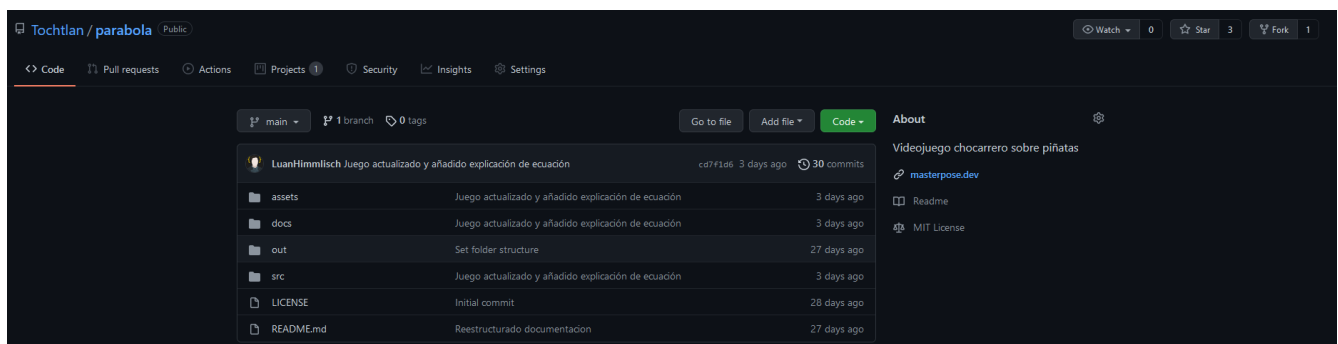 Tochtlan / parabola Public Watch 0 Star 3 Fork 1
<> Code Pull requests Actions Projects 1 Security Insights Settings
main 1 branch 0 tags Go to file Add file Code
LuanHimmlisch Juego actualizado y añadido explicación de ecuación cd7f1d6 3 days ago 30 commits
assets Juego actualizado y añadido explicación de ecuación 3 days ago
docs Juego actualizado y añadido explicación de ecuación 3 days ago
out Set folder structure 27 days ago
src Juego actualizado y añadido explicación de ecuación 3 days ago
LICENSE Initial commit 28 days ago
README.md Reestructurado documentacion 27 days ago
About
Videojuego chocarrero sobre piñatas
masterpose.dev
Readme
MIT License